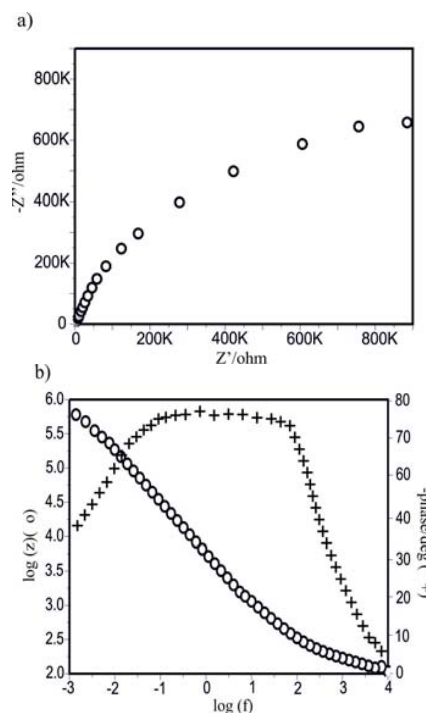 a)
800K
600K
400K
200K
0
-Z''/ohm
0 200K 400K 600K 800K
Z'/ohm
b)
6.0
5.5
5.0
4.5
4.0
3.5
3.0
2.5
2.0
log (z)( o)
80
70
60
40
30
20
10
0
-phase/deg ( +)
-3 -2 -1 0 1 2 3 4
log (f)